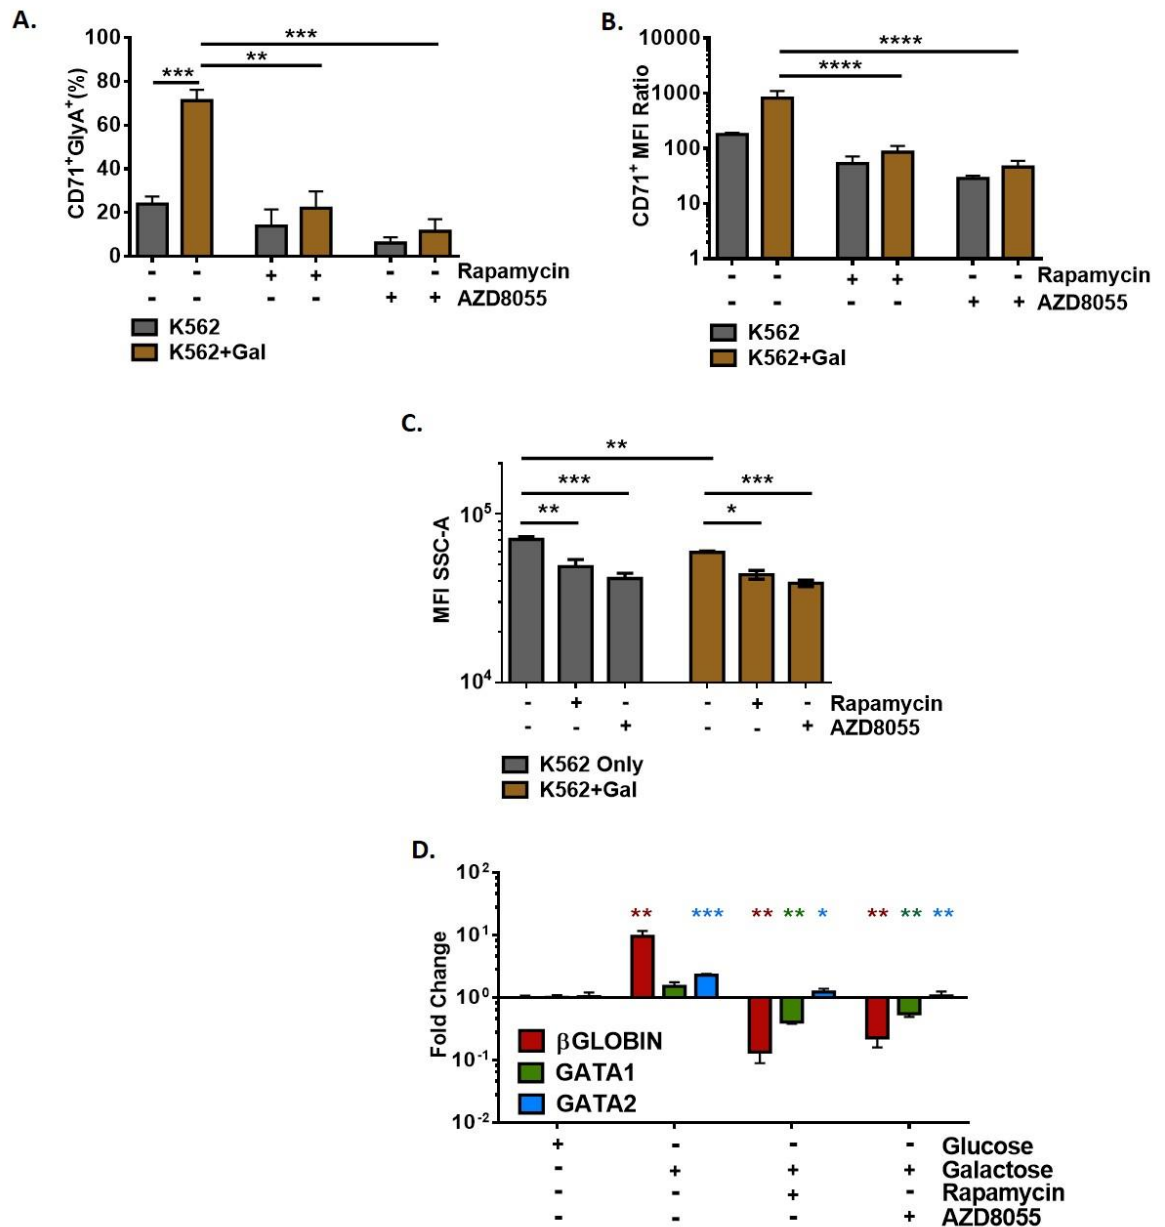 A.
CD71+GlyA+(%)
100
80
60
40
20
0
***
***
**
- - + + - - Rapamycin
- - - - + + AZD8055
K562
K562+Gal
B.
CD71+ MFI Ratio
10000
1000
100
10
1
****
****
- - + + - - Rapamycin
- - - - + + AZD8055
K562
K562+Gal
C.
MFI SSC-A
10^5
10^4
**
*** ***
** *
- + - - + - Rapamycin
- - + - - + AZD8055
K562 Only
K562+Gal
D.
Fold Change
10^2
10^1
10^0
10^-1
10^-2
** *** ** ** * ** ** **
βGLOBIN
GATA1
GATA2
+ - - - Glucose
- + + + Galactose
- - + - Rapamycin
- - - + AZD8055